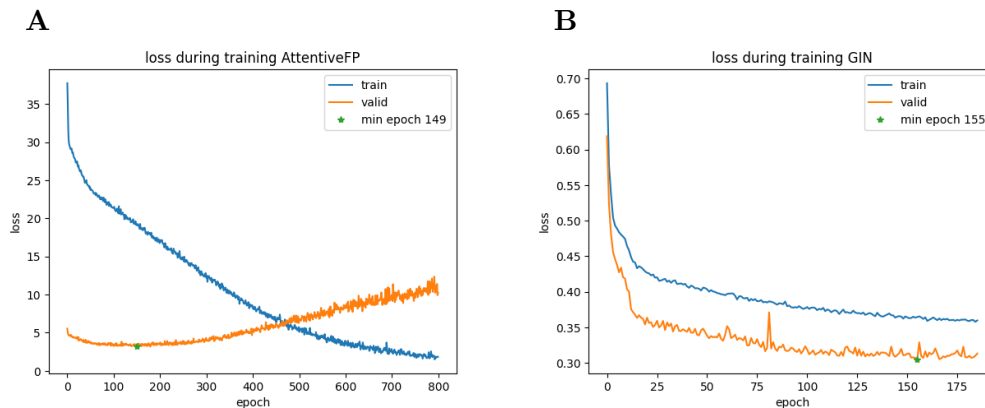 A
B
loss during training AttentiveFP
train
valid
min epoch 149
35
30
25
20
15
10
5
0
loss
0 100 200 300 400 500 600 700 800
epoch
loss during training GIN
train
valid
min epoch 155
0.70
0.65
0.60
0.55
0.50
0.45
0.40
0.35
0.30
loss
0 25 50 75 100 125 150 175
epoch